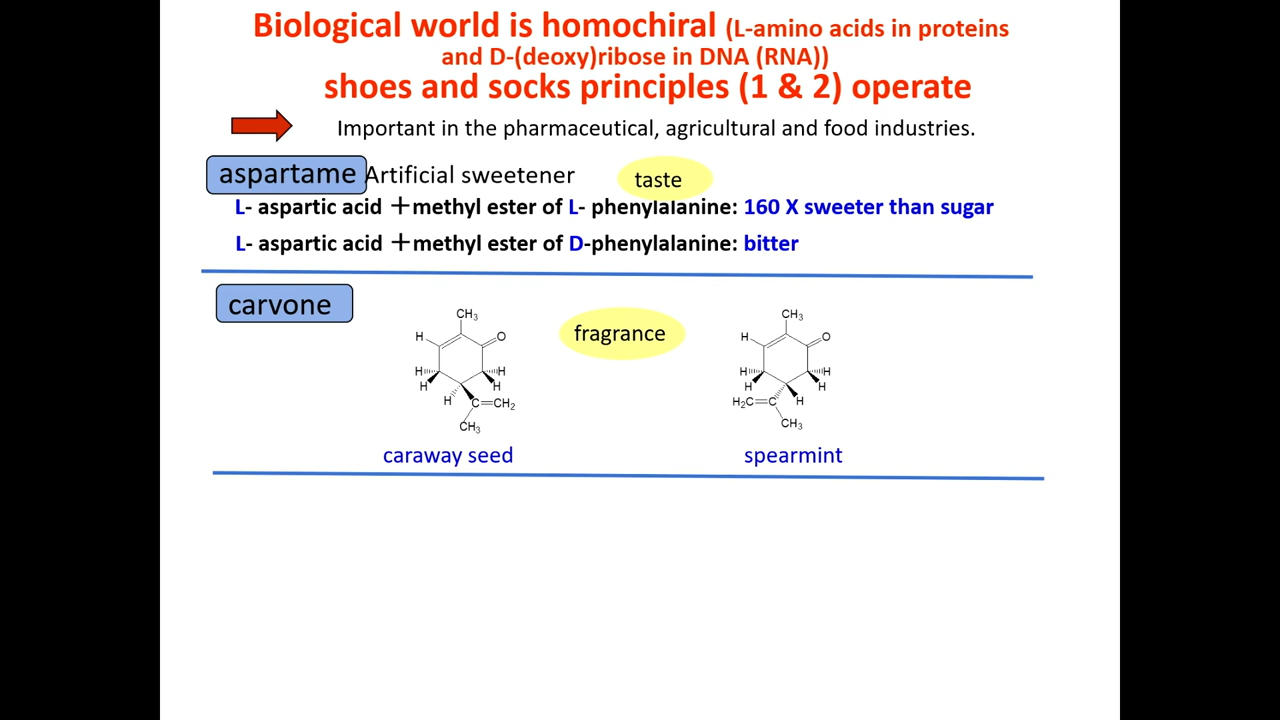 Biological world is homochiral (L-amino acids in proteins
and D-(deoxy)ribose in DNA (RNA))
shoes and socks principles (1 & 2) operate
Important in the pharmaceutical, agricultural and food industries.
aspartame Artificial sweetener taste
L- aspartic acid +methyl ester of L- phenylalanine: 160 X sweeter than sugar
L- aspartic acid +methyl ester of D-phenylalanine: bitter
carvone
fragrance
CH3
H
O
H
H
H
H
H
C=CH2
CH3
CH3
H
O
H
H
H
H
H2C=C
H
CH3
caraway seed
spearmint